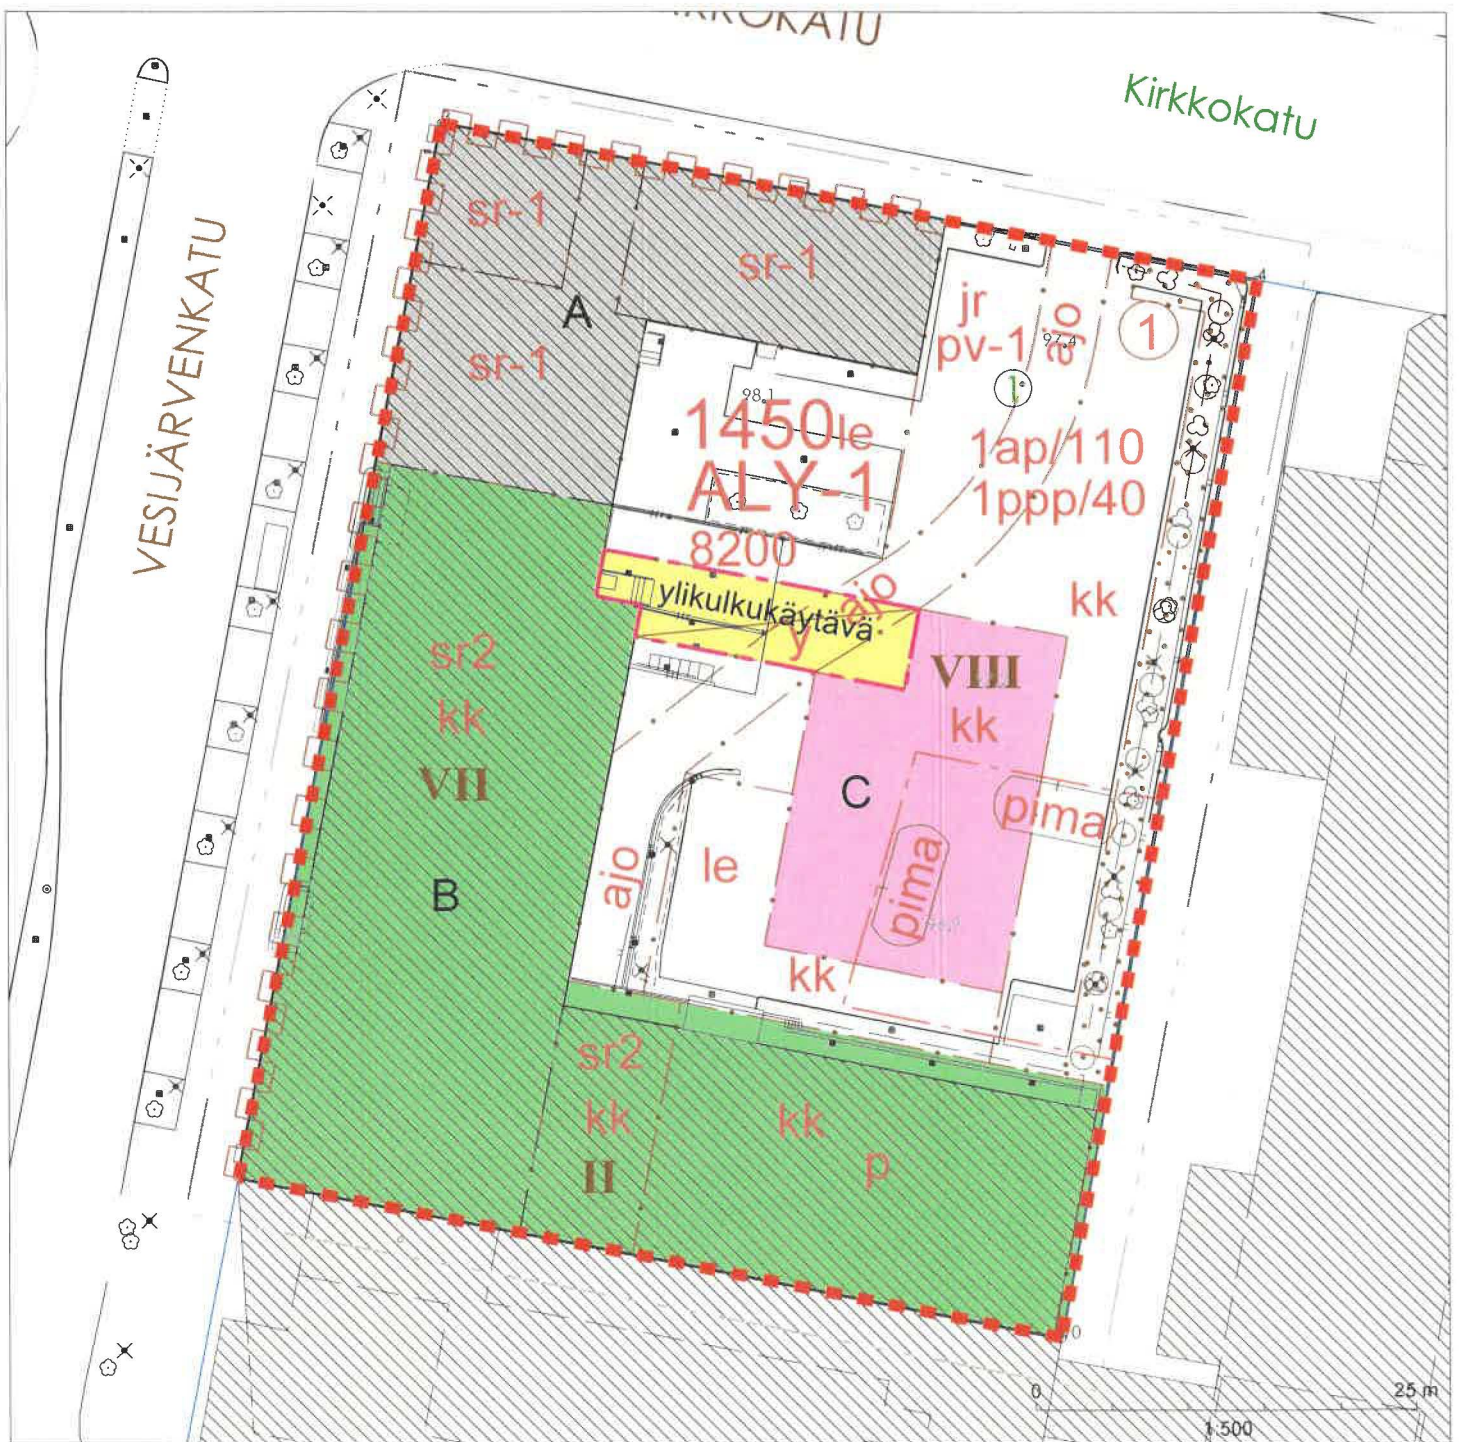 KKOKATU
Kirkkokatu
VESIJÄRVENKATU
sr-1
sr-1
A
sr-1
jr
pv-1
ajo
97.4
1
1
98.1
1450le
ALY-1
8200
1ap/110
1ppp/40
kk
ylikulkukäytävä
ajo
y
sr2
kk
VII
B
VIII
kk
C
pima
pima
ajo
le
kk
sr2
kk
II
kk
p
0
25 m
1:500